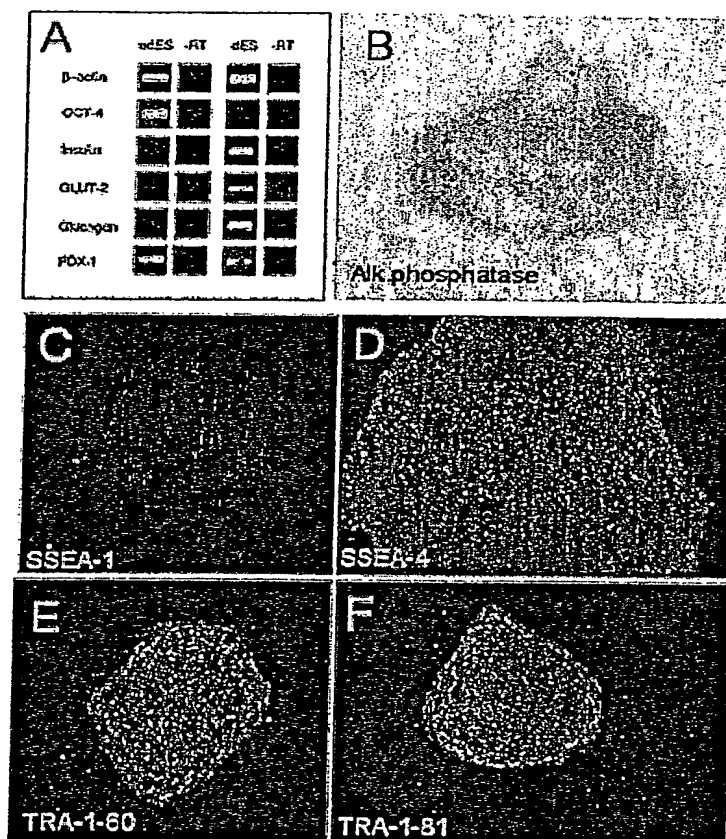 A
udES -RT dES -RT
β-actin
OCT-4
Insulin
GLUT-2
Glucagon
PDX-1
B
Alk phosphatase
C
SSEA-1
D
SSEA-4
E
TRA-1-60
F
TRA-1-81